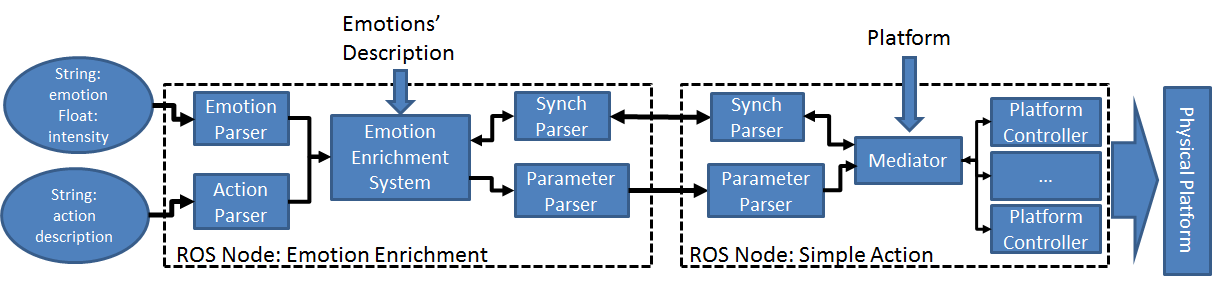 Emotions’
Description
Platform
String:
emotion
Float:
intensity
String:
action
description
Emotion
Parser
Action
Parser
Emotion
Enrichment
System
Synch
Parser
Parameter
Parser
ROS Node: Emotion Enrichment
Synch
Parser
Parameter
Parser
Mediator
Platform
Controller
...
Platform
Controller
ROS Node: Simple Action
Physical Platform